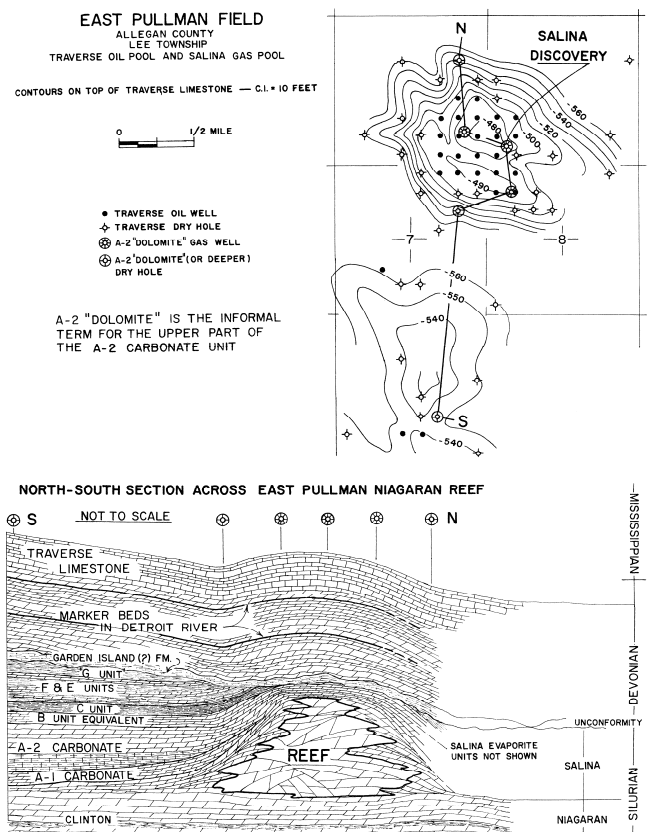 EAST PULLMAN FIELD
ALLEGAN COUNTY
LEE TOWNSHIP
TRAVERSE OIL POOL AND SALINA GAS POOL
CONTOURS ON TOP OF TRAVERSE LIMESTONE — C.I. = 10 FEET
0 1/2 MILE
TRAVERSE OIL WELL
TRAVERSE DRY HOLE
A-2 "DOLOMITE" GAS WELL
A-2 "DOLOMITE" (OR DEEPER)
DRY HOLE
A-2 "DOLOMITE" IS THE INFORMAL
TERM FOR THE UPPER PART OF
THE A-2 CARBONATE UNIT
N
SALINA
DISCOVERY
-560
-540
-520
-500
-480
-490
7
8
-560
-550
-540
S
-540
NORTH-SOUTH SECTION ACROSS EAST PULLMAN NIAGARAN REEF
S
NOT TO SCALE
N
TRAVERSE
LIMESTONE
MARKER BEDS
IN DETROIT RIVER
GARDEN ISLAND (?) FM.
'G' UNIT
F & E UNITS
C UNIT
B UNIT EQUIVALENT
A-2 CARBONATE
A-1 CARBONATE
CLINTON
REEF
SALINA EVAPORITE
UNITS NOT SHOWN
UNCONFORMITY
SALINA
NIAGARAN
MISSISSIPPIAN
DEVONIAN
SILURIAN